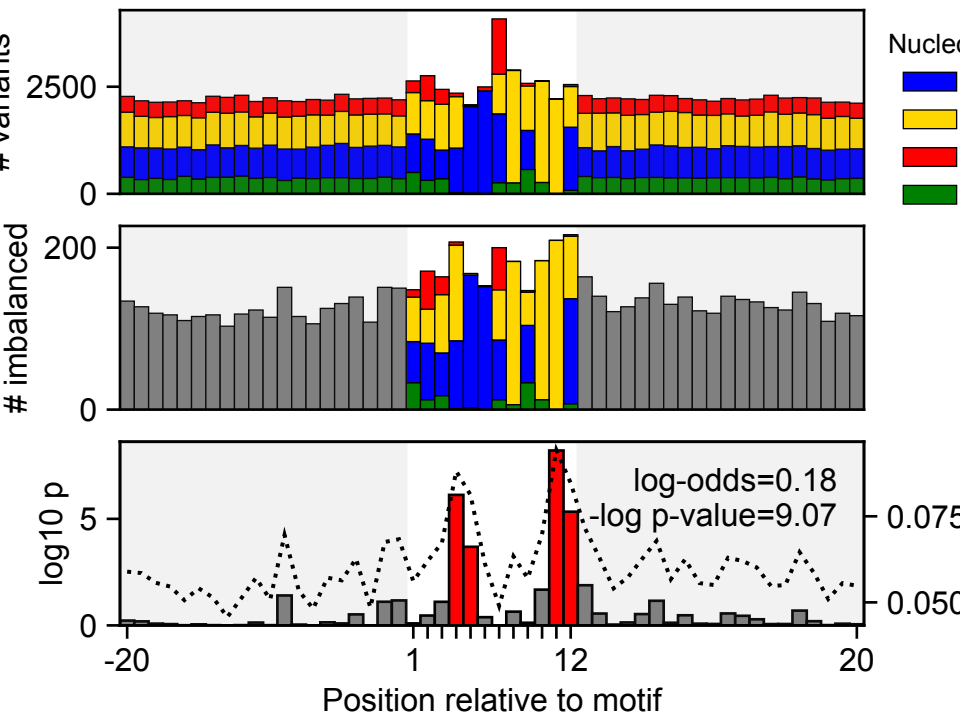 # variants
2500
0
Nucleo
# imbalanced
200
0
log10 p
5
0
log-odds=0.18
-log p-value=9.07
0.075
0.050
-20
1
12
20
Position relative to motif